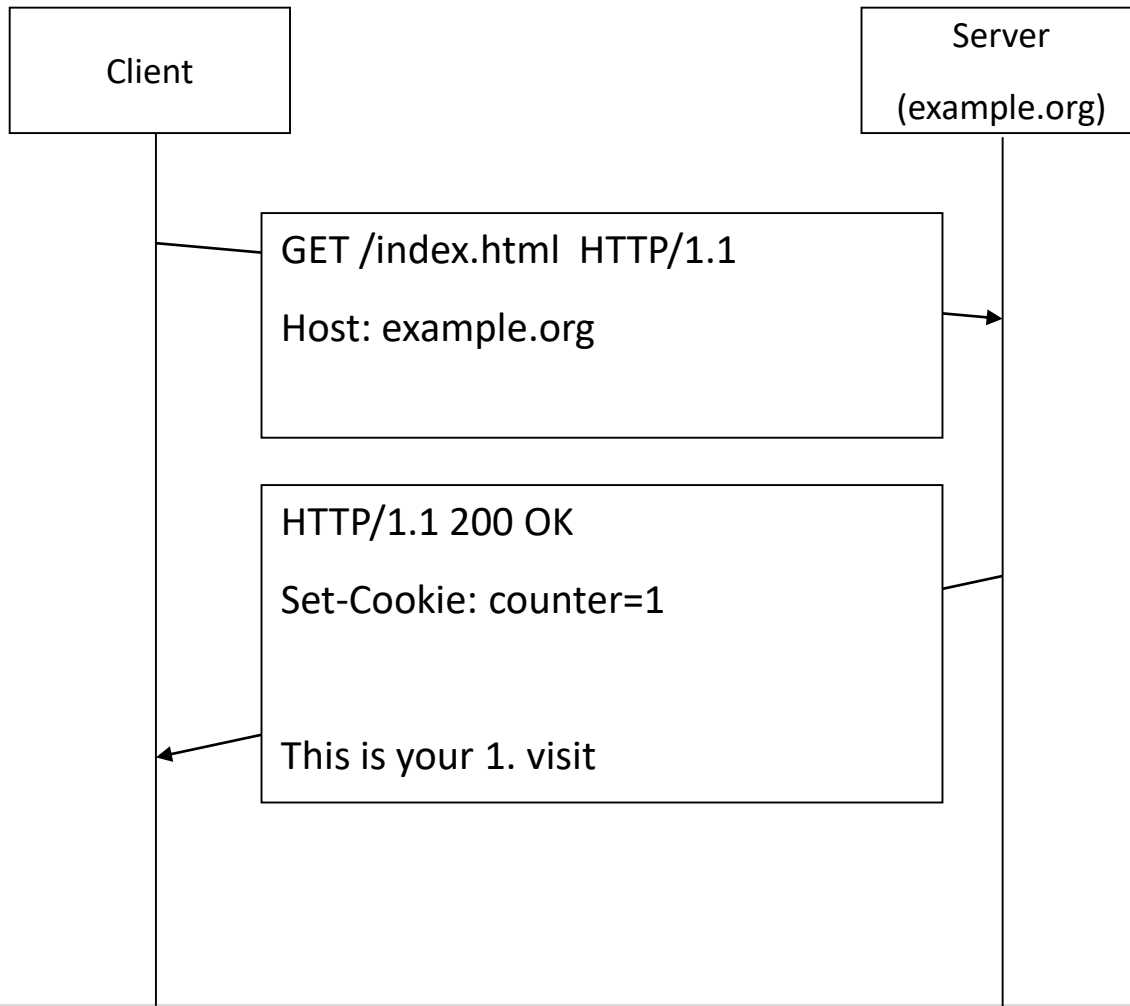 Client
Server
(example.org)
GET /index.html  HTTP/1.1
Host: example.org
HTTP/1.1 200 OK
Set-Cookie: counter=1
This is your 1. visit